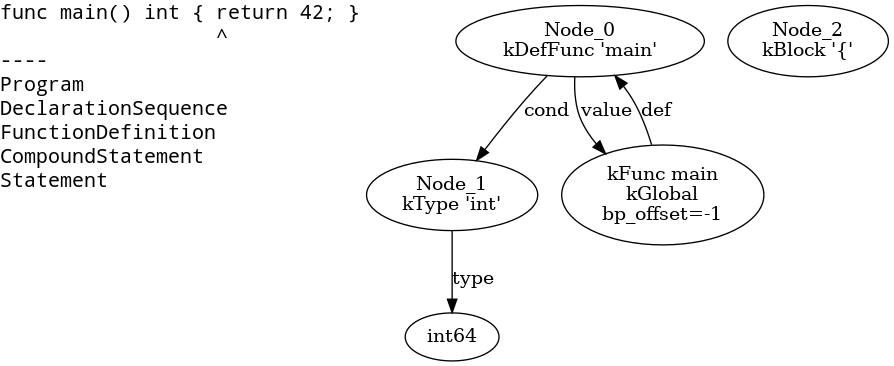 func main() int { return 42; }
^
----
Program
DeclarationSequence
FunctionDefinition
CompoundStatement
Statement
Node_0
kDefFunc 'main'
Node_2
kBlock '{'
cond
value
def
Node_1
kType 'int'
kFunc main
kGlobal
bp_offset=-1
type
int64